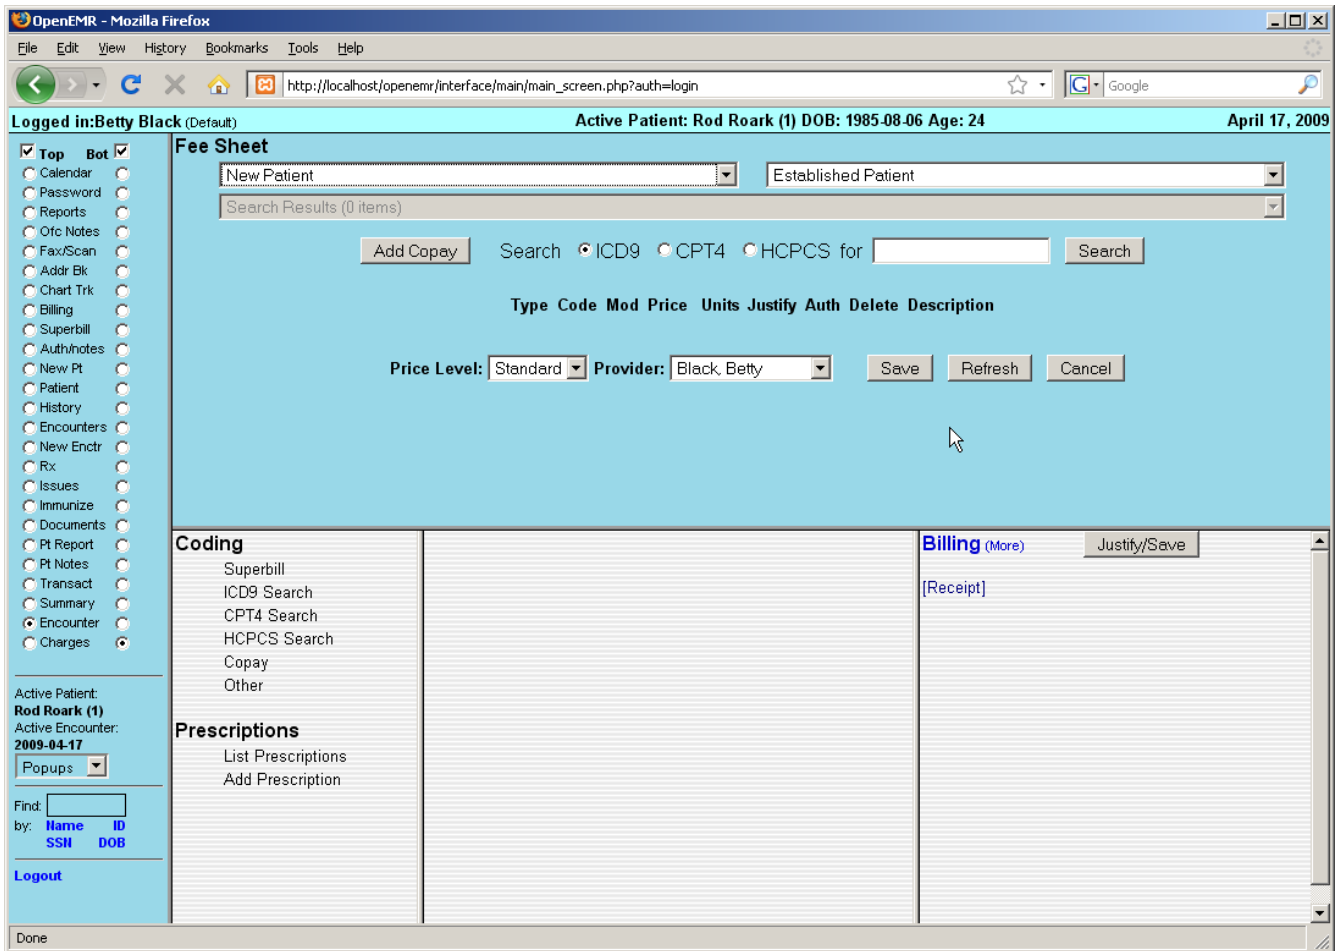 OpenEMR - Mozilla Firefox
File Edit View History Bookmarks Tools Help
http://localhost/openemr/interface/main/main_screen.php?auth=login
G Google
Logged in:Betty Black (Default) Active Patient: Rod Roark (1) DOB: 1985-08-06 Age: 24 April 17, 2009
Top Bot
Calendar
Password
Reports
Ofc Notes
Fax/Scan
Addr Bk
Chart Trk
Billing
Superbill
Auth/notes
New Pt
Patient
History
Encounters
New Enctr
Rx
Issues
Immunize
Documents
Pt Report
Pt Notes
Transact
Summary
Encounter
Charges
Active Patient:
Rod Roark (1)
Active Encounter:
2009-04-17
Popups
Find:
by: Name ID
SSN DOB
Logout
Fee Sheet
New Patient Established Patient
Search Results (0 items)
Add Copay Search ICD9 CPT4 HCPCS for Search
Type Code Mod Price Units Justify Auth Delete Description
Price Level: Standard Provider: Black, Betty Save Refresh Cancel
Coding
Superbill
ICD9 Search
CPT4 Search
HCPCS Search
Copay
Other
Prescriptions
List Prescriptions
Add Prescription
Billing (More) Justify/Save
[Receipt]
Done